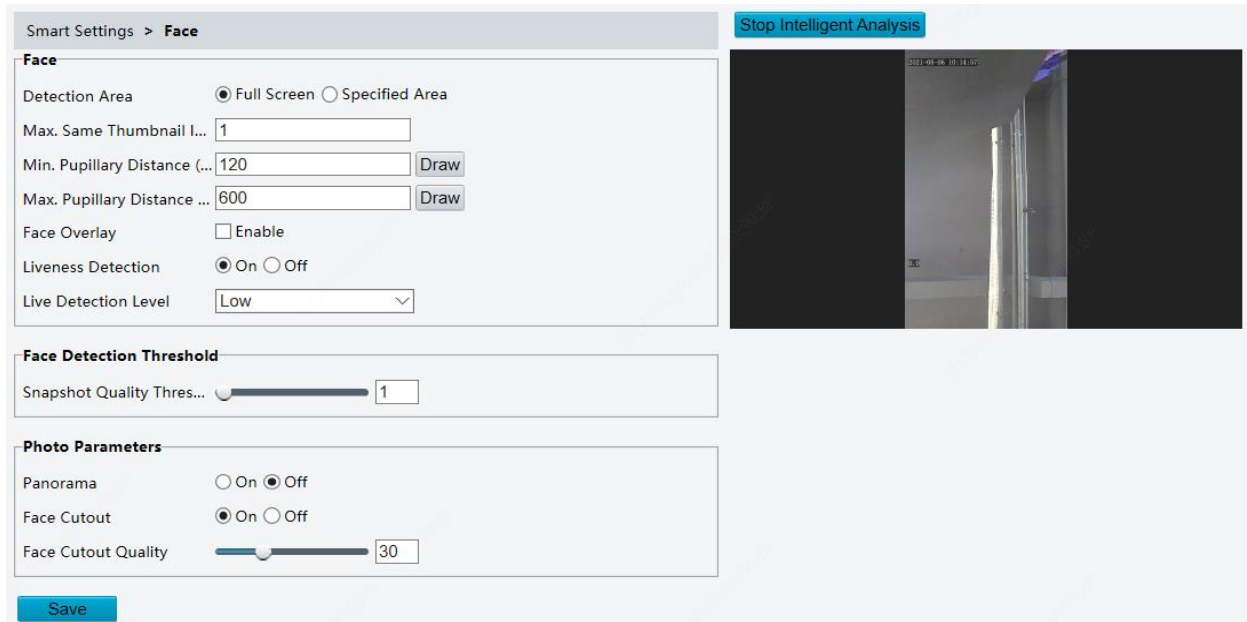 Smart Settings > Face
Stop Intelligent Analysis
Face
Detection Area Full Screen Specified Area
Max. Same Thumbnail I... 1
Min. Pupillary Distance (... 120 Draw
Max. Pupillary Distance ... 600 Draw
Face Overlay Enable
Liveness Detection On Off
Live Detection Level Low
Face Detection Threshold
Snapshot Quality Thres... 1
Photo Parameters
Panorama On Off
Face Cutout On Off
Face Cutout Quality 30
Save